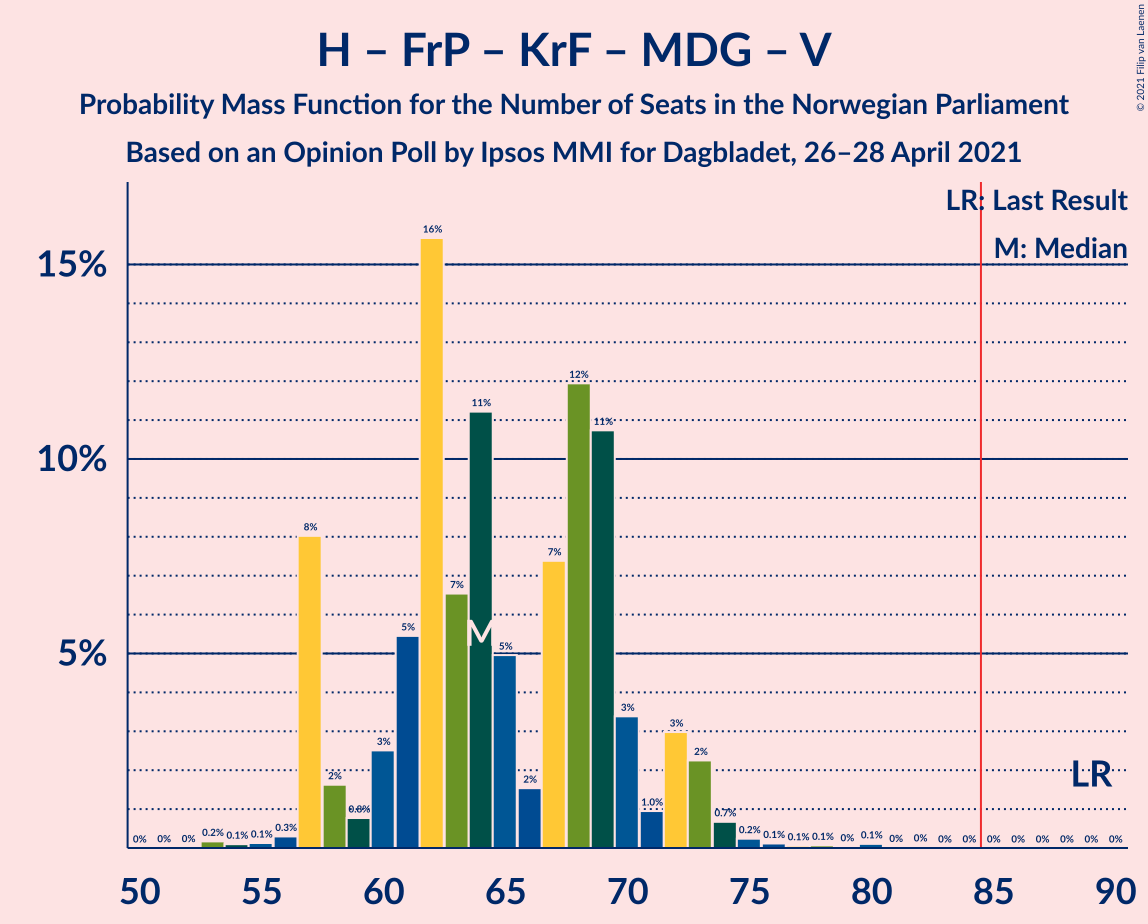 H – FrP – KrF – MDG – V
Probability Mass Function for the Number of Seats in the Norwegian Parliament
Based on an Opinion Poll by Ipsos MMI for Dagbladet, 26–28 April 2021
© 2021 Filip van Laenen
LR: Last Result
M: Median
15%
10%
5%
0% 0% 0% 0.2% 0.1% 0.1% 0.3% 8% 2% 0.8% 3% 5% 16% 7% 11% 5% 2% 7% 12% 11% 3% 1.0% 3% 2% 0.7% 0.2% 0.1% 0.1% 0.1% 0% 0.1% 0% 0% 0% 0% 0% 0% 0% 0% 0% 0%
M
LR
50 55 60 65 70 75 80 85 90